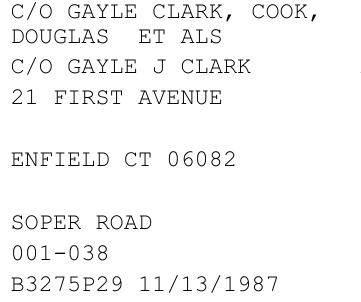 C/O GAYLE CLARK, COOK,
DOUGLAS  ET ALS
C/O GAYLE J CLARK
21 FIRST AVENUE
ENFIELD CT 06082
SOPER ROAD
001-038
B3275P29 11/13/1987